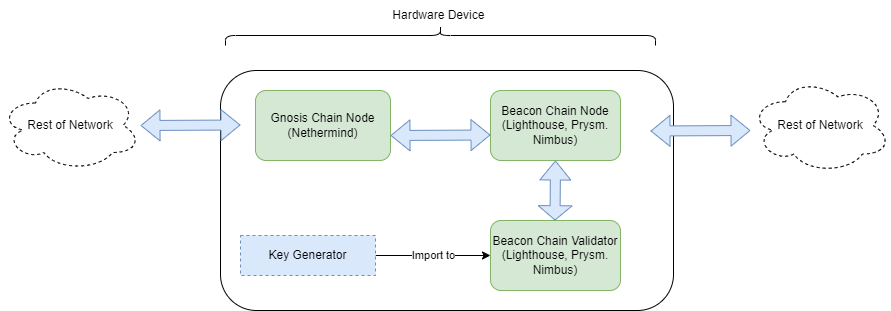 Hardware Device
Rest of Network
Gnosis Chain Node
(Nethermind)
Beacon Chain Node
(Lighthouse, Prysm.
Nimbus)
Rest of Network
Key Generator
Import to
Beacon Chain Validator
(Lighthouse, Prysm.
Nimbus)